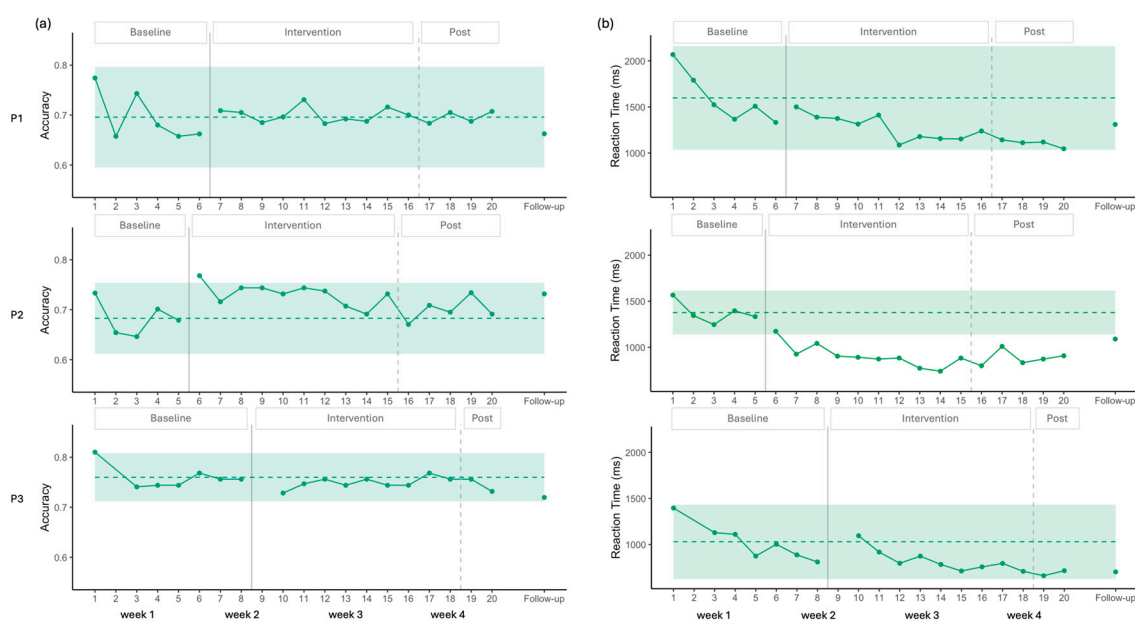 (a)
Baseline Intervention Post
P1
Accuracy
0.8
0.7
0.6
1 2 3 4 5 6 7 8 9 10 11 12 13 14 15 16 17 18 19 20 Follow-up
Baseline Intervention Post
P2
Accuracy
0.8
0.7
0.6
1 2 3 4 5 6 7 8 9 10 11 12 13 14 15 16 17 18 19 20 Follow-up
Baseline Intervention Post
P3
Accuracy
0.8
0.7
0.6
1 2 3 4 5 6 7 8 9 10 11 12 13 14 15 16 17 18 19 20 Follow-up
week 1 week 2 week 3 week 4
(b)
Baseline Intervention Post
Reaction Time (ms)
2000
1500
1000
1 2 3 4 5 6 7 8 9 10 11 12 13 14 15 16 17 18 19 20 Follow-up
Baseline Intervention Post
Reaction Time (ms)
2000
1500
1000
1 2 3 4 5 6 7 8 9 10 11 12 13 14 15 16 17 18 19 20 Follow-up
Baseline Intervention Post
Reaction Time (ms)
2000
1500
1000
1 2 3 4 5 6 7 8 9 10 11 12 13 14 15 16 17 18 19 20 Follow-up
week 1 week 2 week 3 week 4